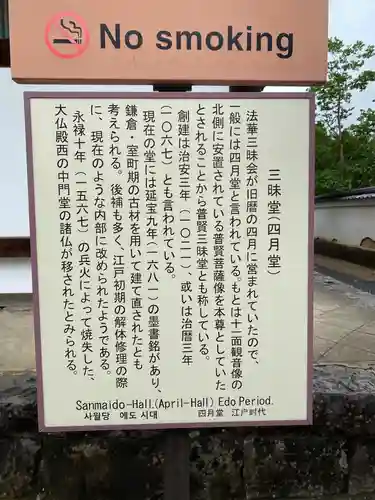 No smoking
三昧堂(四月堂)
法華三昧会が旧暦の四月に営まれていたので、
一般には四月堂と言われている。もとは十一面観音像の
北側に安置されている普賢菩薩像を本尊としていた
とされることから普賢三昧堂とも称している。
創建は治安三年(一〇二一)、或いは治暦三年
(一〇六七)とも言われている。
現在の堂には延宝九年(一六八一)の墨書銘があり、
鎌倉・室町期の古材を用いて建て直されたとも
考えられる。後補も多く、江戸初期の解体修理の際
に、現在のような内部に改められたようである。
永禄十年(一五六七)の兵火によって焼失した、
大仏殿西の中門堂の諸仏が移されたとみられる。
Sanmaido-Hall.(April-Hall) Edo Period.
사월당 에도 시대 四月堂 江户时代